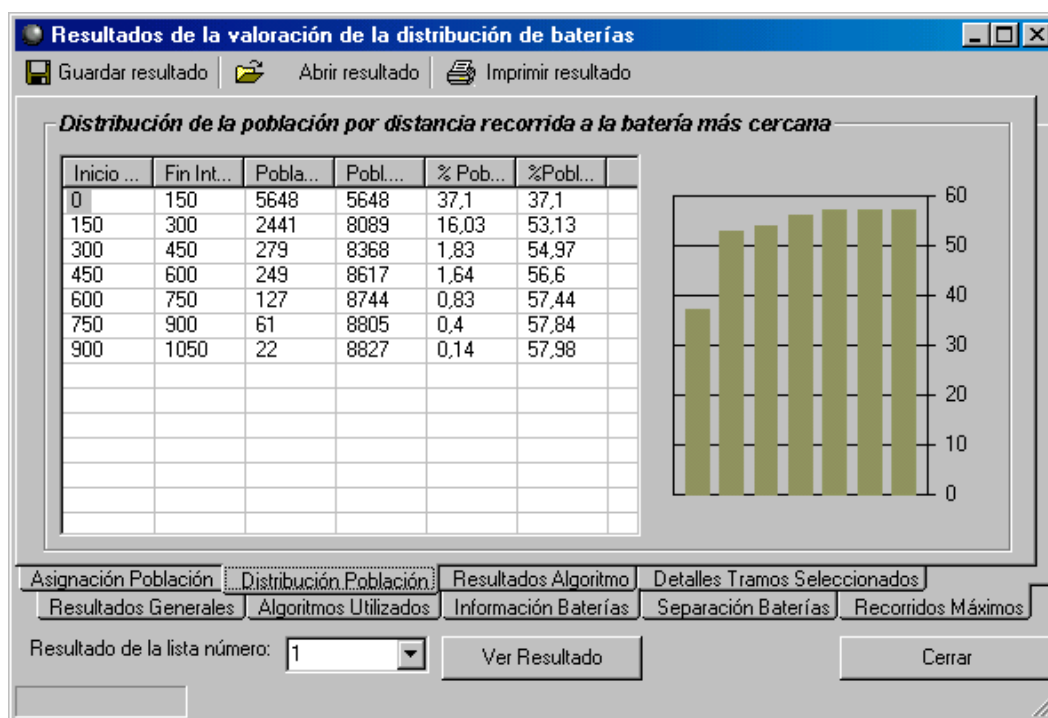 Resultados de la valoración de la distribución de baterías
Guardar resultado Abrir resultado Imprimir resultado
Distribución de la población por distancia recorrida a la batería más cercana
Inicio ... Fin Int... Pobla... Pobl.... % Pob... %Pobl...
0 150 5648 5648 37,1 37,1
150 300 2441 8089 16,03 53,13
300 450 279 8368 1,83 54,97
450 600 249 8617 1,64 56,6
600 750 127 8744 0,83 57,44
750 900 61 8805 0,4 57,84
900 1050 22 8827 0,14 57,98
60
50
40
30
20
10
0
Asignación Población Distribución Población Resultados Algoritmo Detalles Tramos Seleccionados
Resultados Generales Algoritmos Utilizados Información Baterías Separación Baterías Recorridos Máximos
Resultado de la lista número: 1 Ver Resultado Cerrar